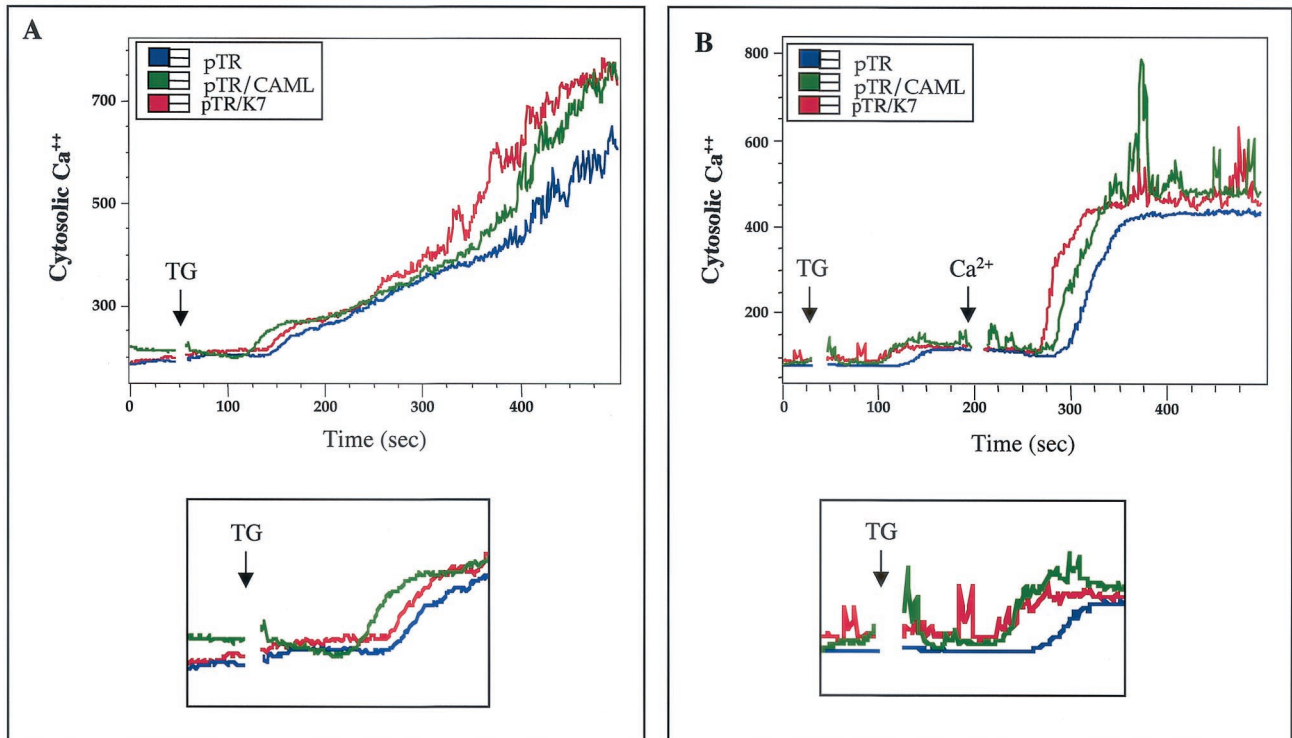 A
pTR
pTR/CAML
pTR/K7
700
500
300
Cytosolic Ca⁺⁺
TG
0 100 200 300 400
Time (sec)
TG
B
pTR
pTR/CAML
pTR/K7
800
600
400
200
Cytosolic Ca⁺⁺
TG
Ca²⁺
0 100 200 300 400
Time (sec)
TG